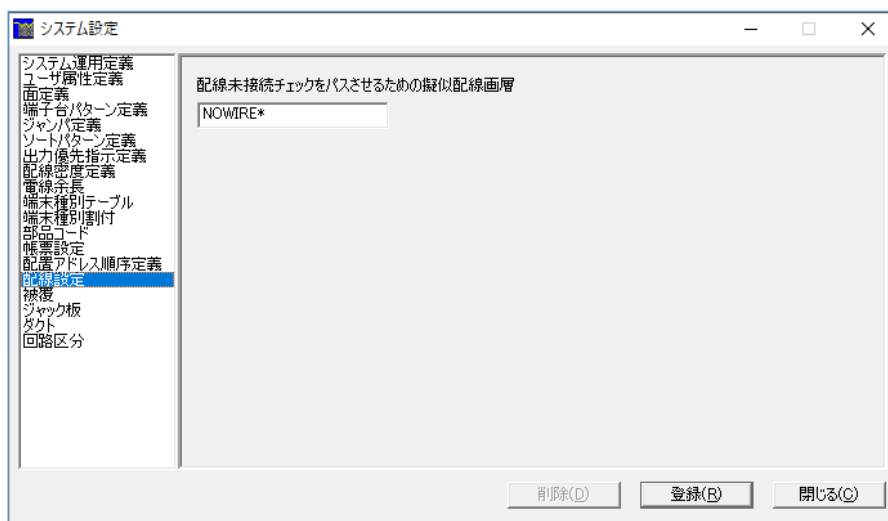 システム設定
システム運用定義
ユーザ属性定義
面定義
端子台パターン定義
ジャンパ定義
ソートパターン定義
出力優先指示定義
配線密度定義
電線余長
端末種別テーブル
端末種別割付
部品コード
帳票設定
配置アドレス順序定義
配線設定
被覆
ジャック板
ダクト
回路区分
配線未接続チェックをパスさせるための擬似配線画層
NOWIRE*
削除(D)
登録(R)
閉じる(C)